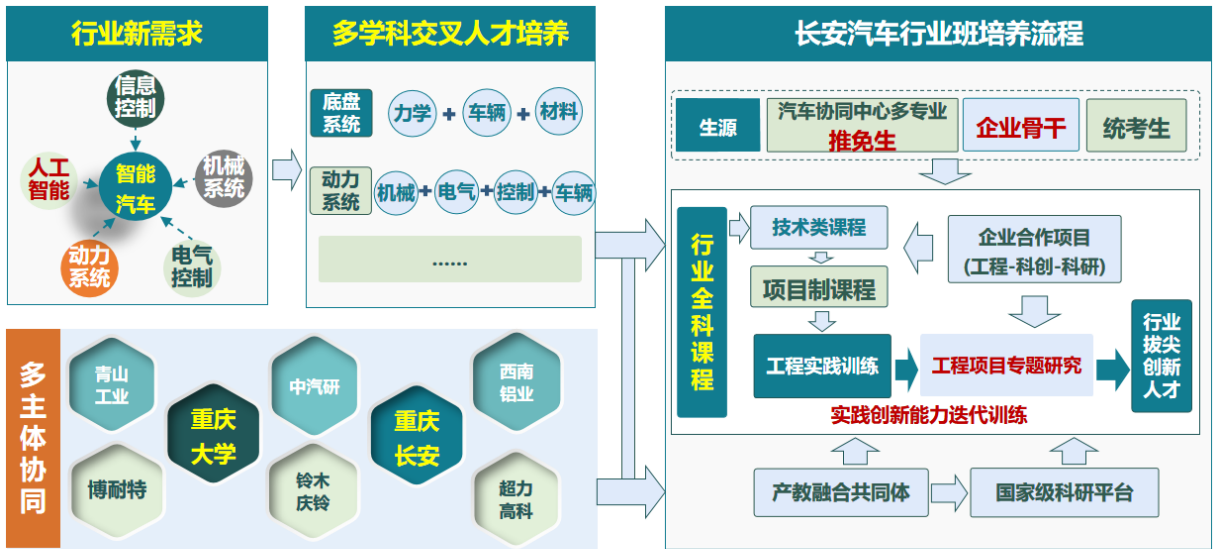 行业新需求
信息
控制
人工
智能
智能
汽车
机械
系统
动力
系统
电气
控制
多学科交叉人才培养
底盘
系统
力学
+
车辆
+
材料
动力
系统
机械
+
电气
+
控制
+
车辆
......
多主体协同
青山
工业
重庆
大学
中汽研
重庆
长安
西南
铝业
博耐特
铃木
庆铃
超力
高科
长安汽车行业班培养流程
生源
汽车协同中心多专业
推免生
企业骨干
统考生
行业全科课程
技术类课程
项目制课程
企业合作项目
(工程-科创-科研)
工程实践训练
工程项目专题研究
行业
拔尖
创新
人才
实践创新能力迭代训练
产教融合共同体
国家级科研平台